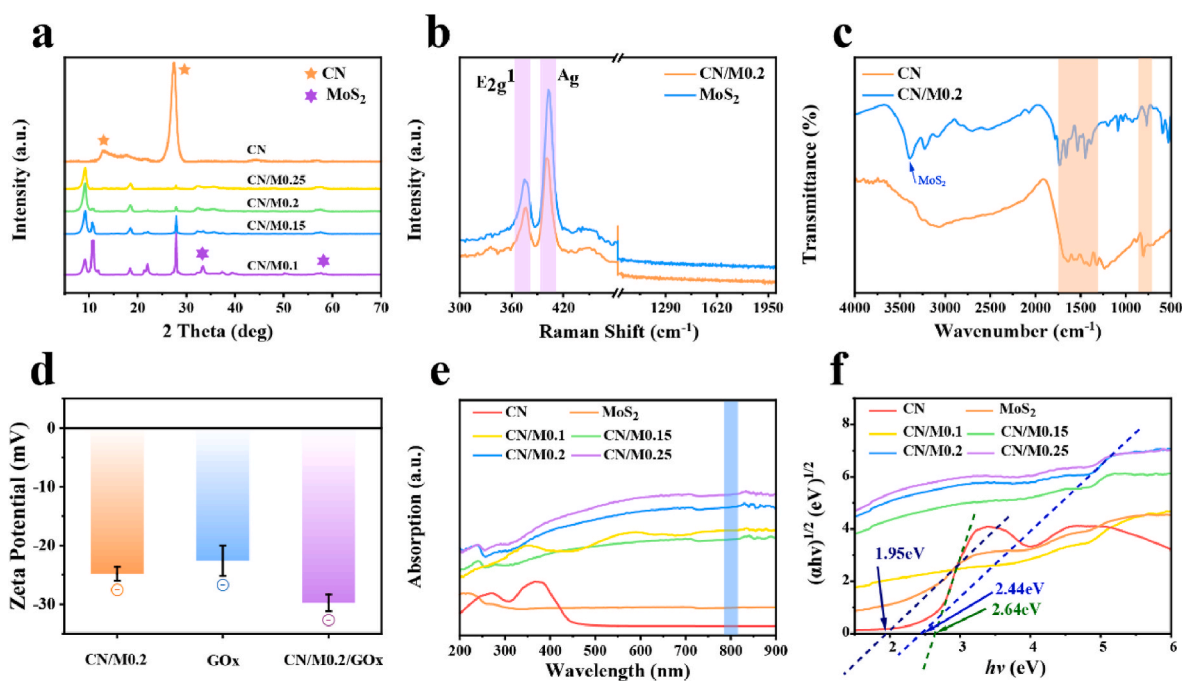 a
CN
MoS2
CN
CN/M0.25
CN/M0.2
CN/M0.15
CN/M0.1
Intensity (a.u.)
5 10 20 30 40 50 60 70
2 Theta (deg)
b
E2g1
Ag
CN/M0.2
MoS2
Intensity (a.u.)
300 360 420 1290 1620 1950
Raman Shift (cm-1)
c
CN
CN/M0.2
MoS2
Transmittance (%)
4000 3500 3000 2500 2000 1500 1000 500
Wavenumber (cm-1)
d
Zeta Potential (mV)
0
-10
-20
-30
CN/M0.2 GOx CN/M0.2/GOx
e
CN MoS2
CN/M0.1 CN/M0.15
CN/M0.2 CN/M0.25
Absorption (a.u.)
200 300 400 500 600 700 800 900
Wavelength (nm)
f
CN MoS2
CN/M0.1 CN/M0.15
CN/M0.2 CN/M0.25
(αhν)1/2 (eV)1/2
8
6
4
2
0
1.95eV
2.44eV
2.64eV
2 3 4 5 6
hν (eV)